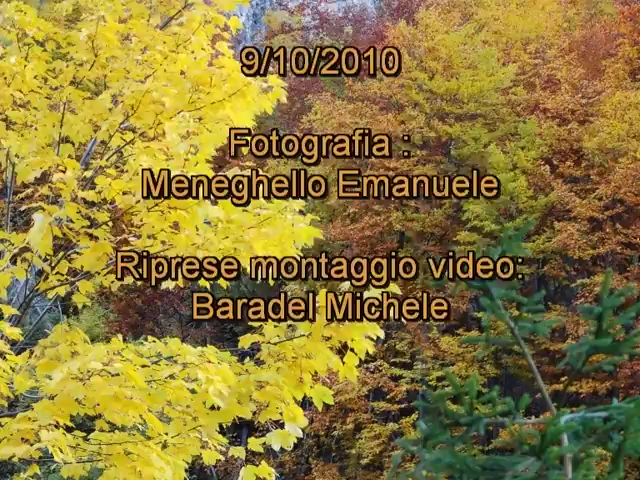 9/10/2010
Fotografia :
Meneghello Emanuele
Riprese montaggio video:
Baradel Michele